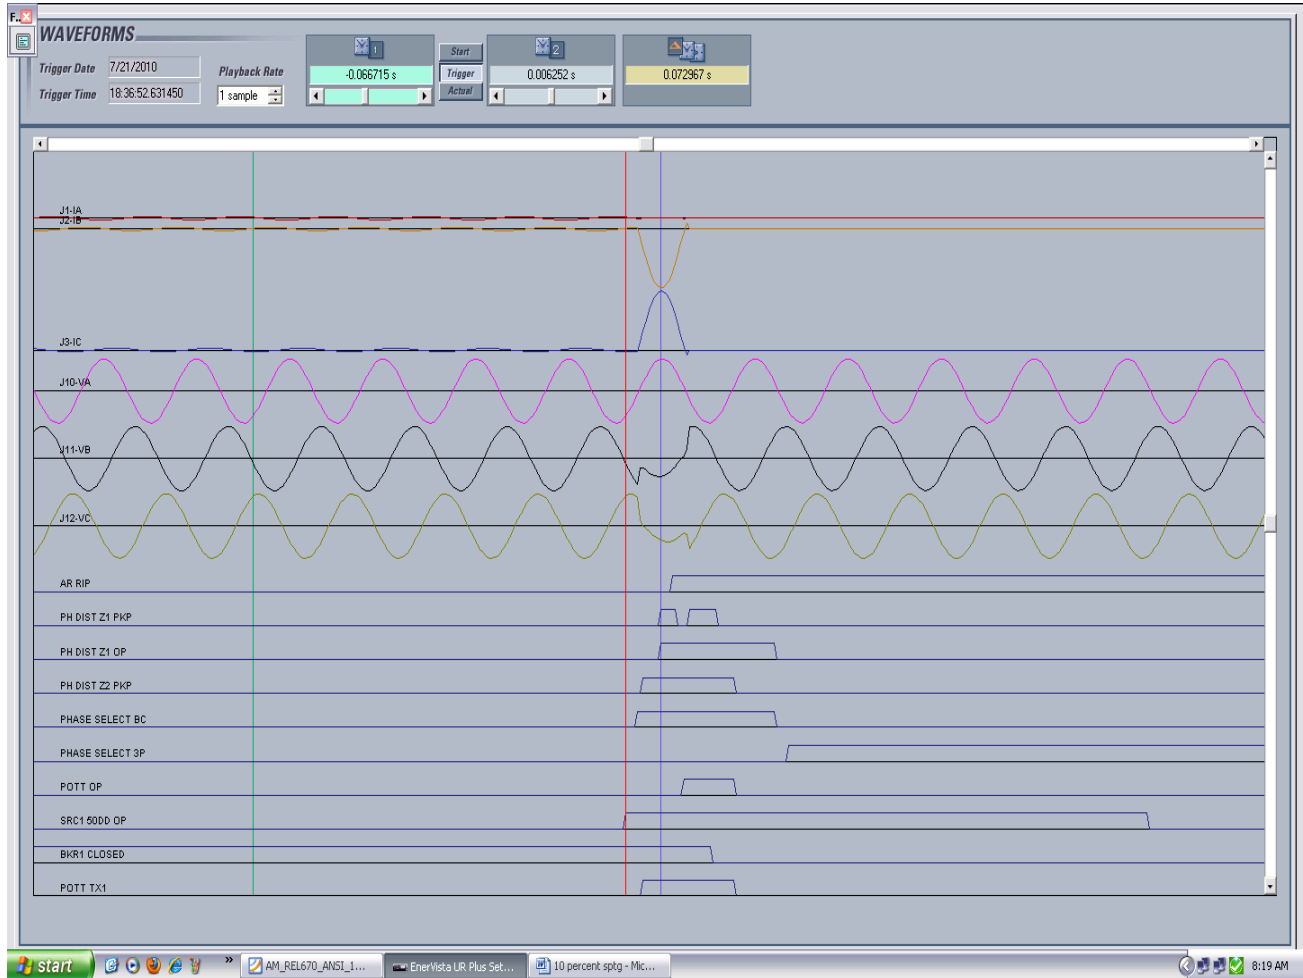 F..
WAVEFORMS
Trigger Date 7/21/2010
Trigger Time 18:36:52.631450
Playback Rate
1 sample
1
-0.066715 s
Start
Trigger
Actual
2
0.006252 s
0.072967 s
J1-IA
J2-IB
J3-IC
J10-VA
J11-VB
J12-VC
AR RIP
PH DIST Z1 PKP
PH DIST Z1 OP
PH DIST Z2 PKP
PHASE SELECT BC
PHASE SELECT 3P
POTT OP
SRC1 50DD OP
BKR1 CLOSED
POTT TX1
start
»
AM_REL670_ANSI_1...
EnerVista UR Plus Set...
10 percent sptg - Mic...
8:19 AM